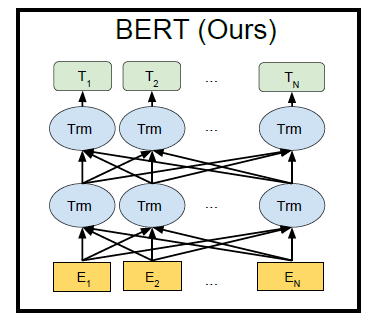 BERT (Ours)
T1 T2 ... TN
Trm Trm ... Trm
Trm Trm ... Trm
E1 E2 ... EN